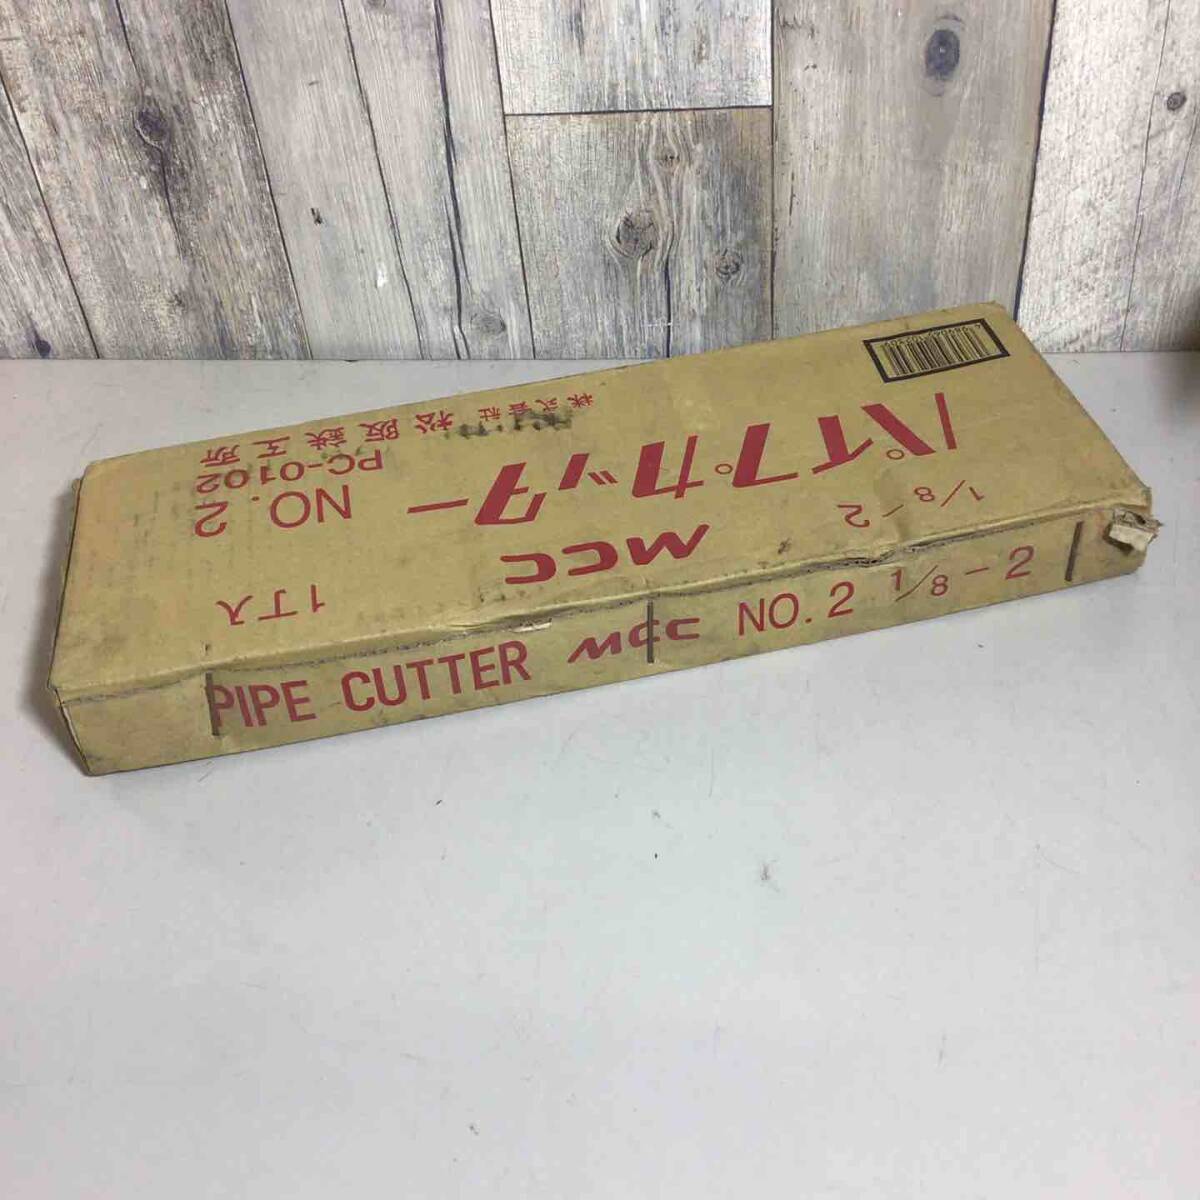 MCC
1丁入
1/8-2
パイプカッター
NO. 2
PC-0102
株式会社 松阪鉄工所
PIPE CUTTER MCC NO. 2 1/8-2